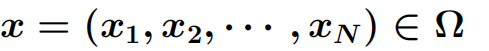 x = (x₁, x₂, ⋯ , x_N) ∈ Ω